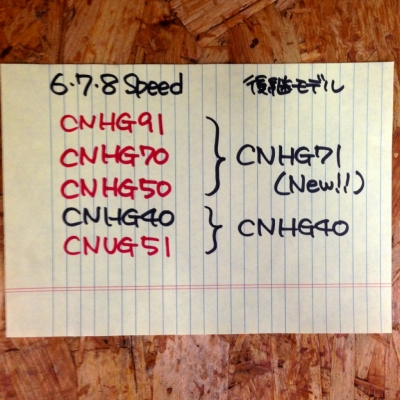 6・7・8 Speed 後継モデル
CNHG91
CNHG70 CNHG71
CNHG50 (New!!)
CNHG40 CNHG40
CNUG51